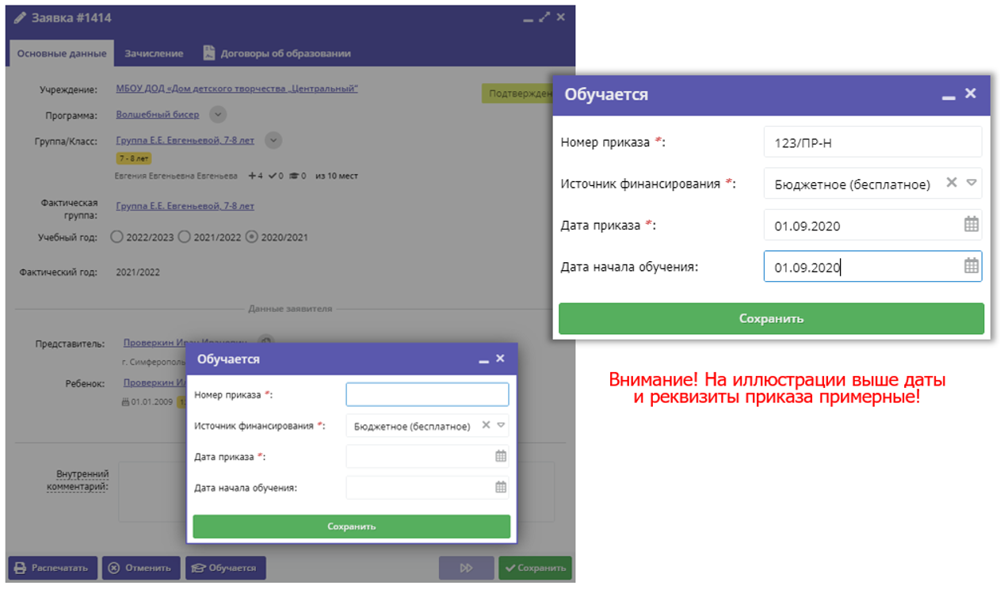 Заявка #1414
Основные данные Зачисление Договоры об образовании
Учреждение: МБОУ ДОД «Дом детского творчества „Центральный“
Подтвержден
Программа: Волшебный бисер
Группа/Класс: Группа Е.Е. Евгеньевой, 7-8 лет
7 - 8 лет
Евгения Евгеньевна Евгеньева 4 0 0 из 10 мест
Фактическая
группа: Группа Е.Е. Евгеньевой, 7-8 лет
Учебный год: 2022/2023 2021/2022 2020/2021
Фактический год: 2021/2022
Данные заявителя
Представитель: Проверкин
г. Симферополь
Ребенок: Проверкин
01.01.2009
Внутренний
комментарий:
Распечатать Отменить Обучается Сохранить
Обучается
Номер приказа *:
Источник финансирования *: Бюджетное (бесплатное)
Дата приказа *:
Дата начала обучения:
Сохранить
Обучается
Номер приказа *: 123/ПР-Н
Источник финансирования *: Бюджетное (бесплатное)
Дата приказа *: 01.09.2020
Дата начала обучения: 01.09.2020
Сохранить
Внимание! На иллюстрации выше даты
и реквизиты приказа примерные!